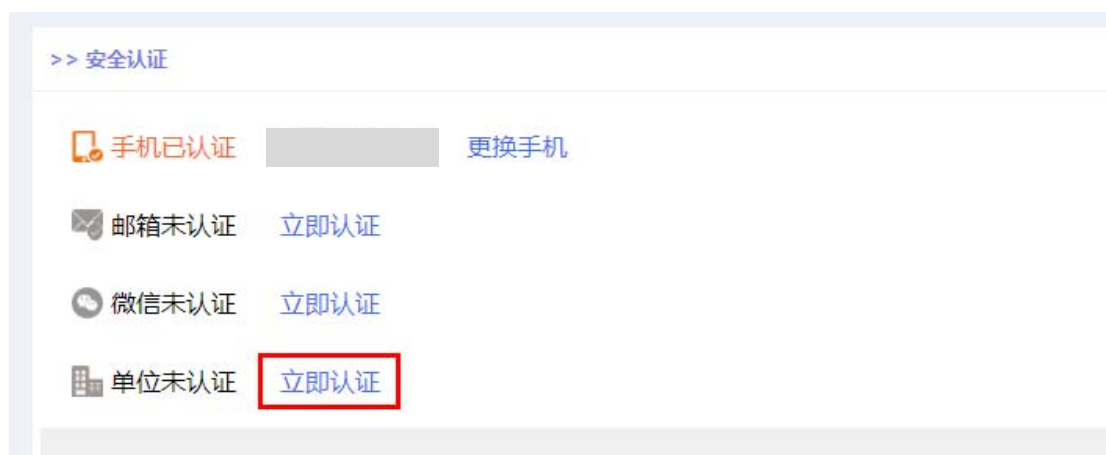 >> 安全认证
手机已认证 更换手机
邮箱未认证 立即认证
微信未认证 立即认证
单位未认证 立即认证